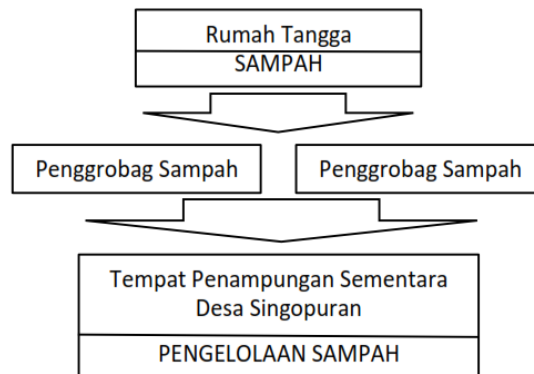 Rumah Tangga
SAMPAH
Penggrobag Sampah
Penggrobag Sampah
Tempat Penampungan Sementara
Desa Singopuran
PENGELOLAAN SAMPAH